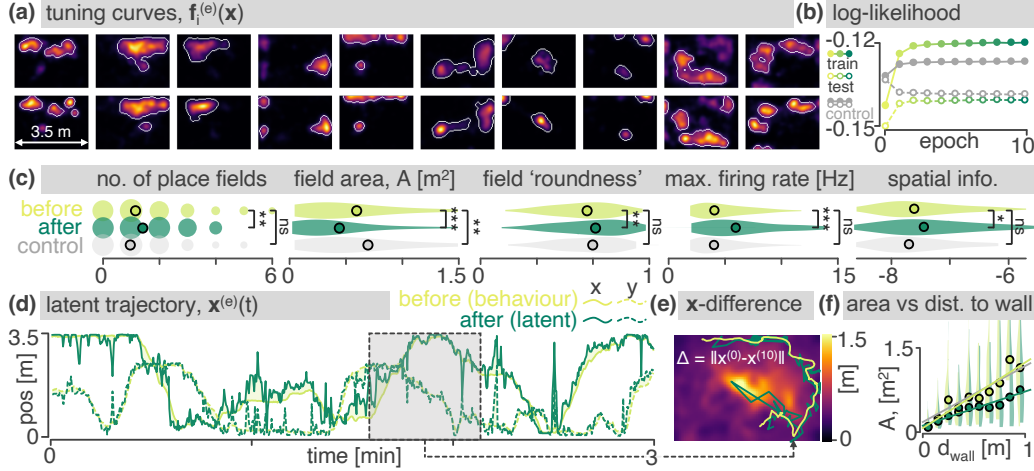 (a) tuning curves, fᵢ⁽ᵉ⁾(x)
3.5 m
(b) log-likelihood
-0.12
train
test
control
-0.15
0 epoch 10
(c) no. of place fields field area, A [m²] field 'roundness' max. firing rate [Hz] spatial info.
before
after
control
** ns
*** **
** * ns
*** ns
* ns
0 6 0 1.5 0 1 0 15 -8 -6
(d) latent trajectory, x⁽ᵉ⁾(t)
x y
before (behaviour)
after (latent)
3.5
pos [m]
0
0 time [min] 3
(e) x-difference
Δ = ||x⁽⁰⁾-x⁽¹⁰⁾||
1.5
[m]
0
(f) area vs dist. to wall
1.5
A, [m²]
0
0 d_wall [m] 1